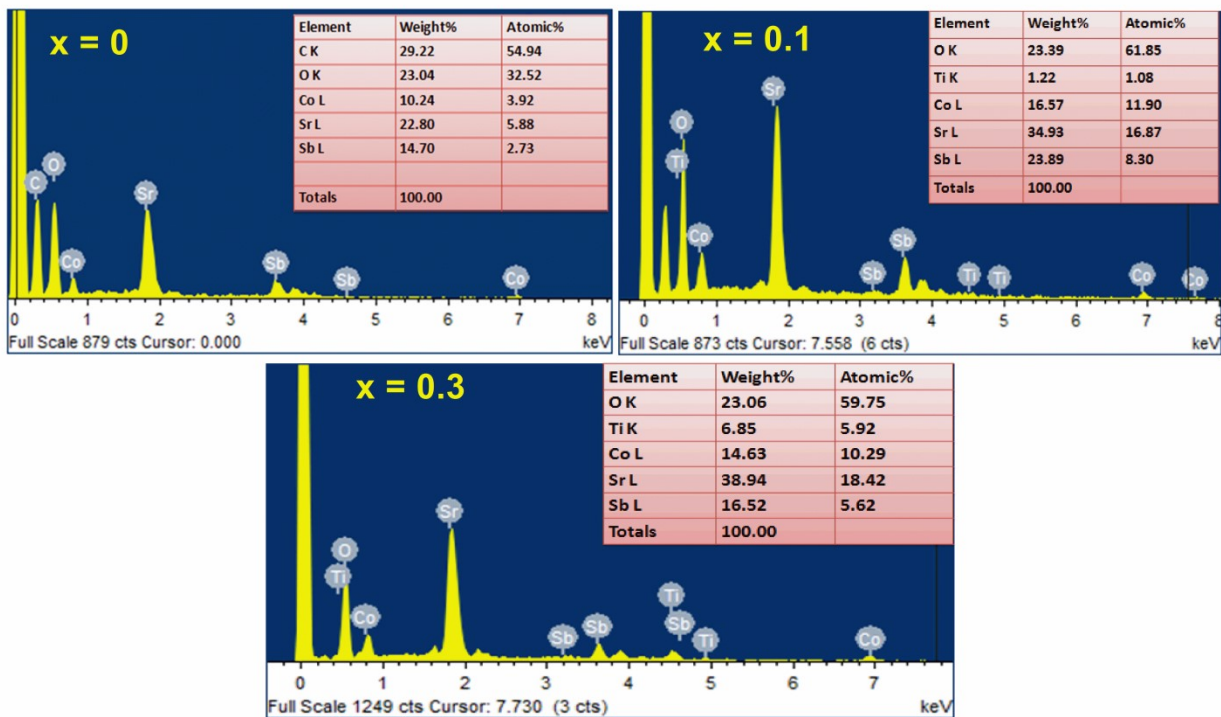 x = 0
Element Weight% Atomic%
C K 29.22 54.94
O K 23.04 32.52
Co L 10.24 3.92
Sr L 22.80 5.88
Sb L 14.70 2.73
Totals 100.00
C
O
Co
Sr
Sb
Sb
Co
0 1 2 3 4 5 6 7 8
Full Scale 879 cts Cursor: 0.000 keV
x = 0.1
Element Weight% Atomic%
O K 23.39 61.85
Ti K 1.22 1.08
Co L 16.57 11.90
Sr L 34.93 16.87
Sb L 23.89 8.30
Totals 100.00
Sr
O
Ti
Co
Sb
Sb
Ti
Ti
Co
Co
0 1 2 3 4 5 6 7 8
Full Scale 873 cts Cursor: 7.558 (6 cts) keV
x = 0.3
Element Weight% Atomic%
O K 23.06 59.75
Ti K 6.85 5.92
Co L 14.63 10.29
Sr L 38.94 18.42
Sb L 16.52 5.62
Totals 100.00
Sr
O
Ti
Co
Sb
Sb
Ti
Sb
Ti
Co
0 1 2 3 4 5 6 7
Full Scale 1249 cts Cursor: 7.730 (3 cts) keV